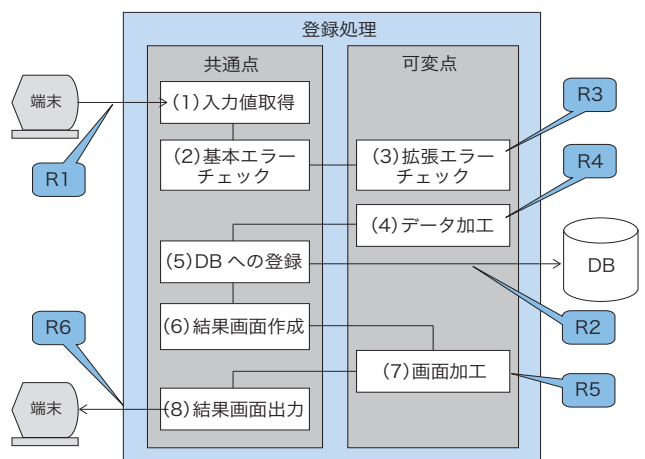 登録処理
共通点
可変点
端末
(1)入力値取得
R3
R1
(2)基本エラー
チェック
(3)拡張エラー
チェック
R4
(4)データ加工
(5)DB への登録
DB
R6
(6)結果画面作成
R2
(7)画面加工
R5
端末
(8)結果画面出力